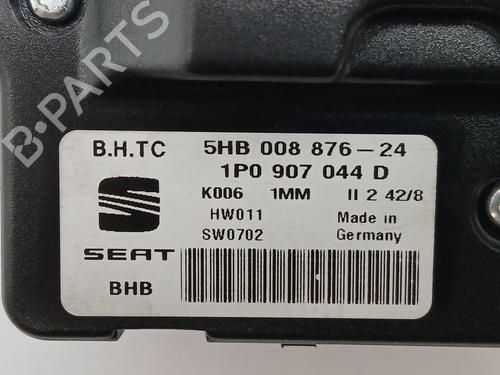 B-PARTS
B.H.TC 5HB 008 876-24
1P0 907 044 D
K006 1MM II 2 42/8
HW011 Made in
SW0702 Germany
SEAT
BHB